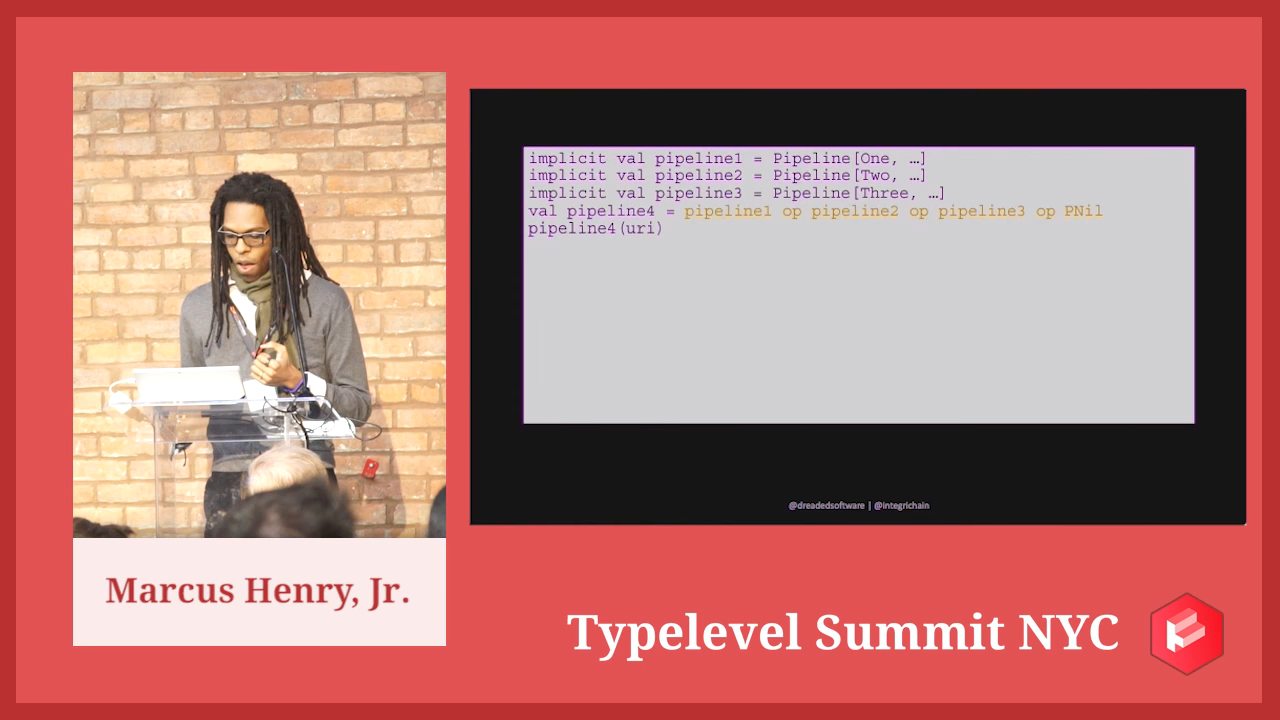 implicit val pipeline1 = Pipeline[One, …]
implicit val pipeline2 = Pipeline[Two, …]
implicit val pipeline3 = Pipeline[Three, …]
val pipeline4 = pipeline1 op pipeline2 op pipeline3 op PNil
pipeline4(uri)
@dreadedsoftware | @integrichain
Marcus Henry, Jr.
Typelevel Summit NYC